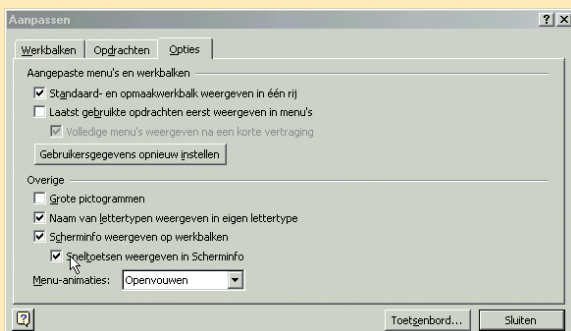 Aanpassen
Werkbalken Opdrachten Opties
Aangepaste menu's en werkbalken
Standaard- en opmaakwerkbalk weergeven in één rij
Laatst gebruikte opdrachten eerst weergeven in menu's
Volledige menu's weergeven na een korte vertraging
Gebruikersgegevens opnieuw instellen
Overige
Grote pictogrammen
Naam van lettertypen weergeven in eigen lettertype
Scherminfo weergeven op werkbalken
Sneltoetsen weergeven in Scherminfo
Menu-animaties: Openvouwen
Toetsenbord... Sluiten